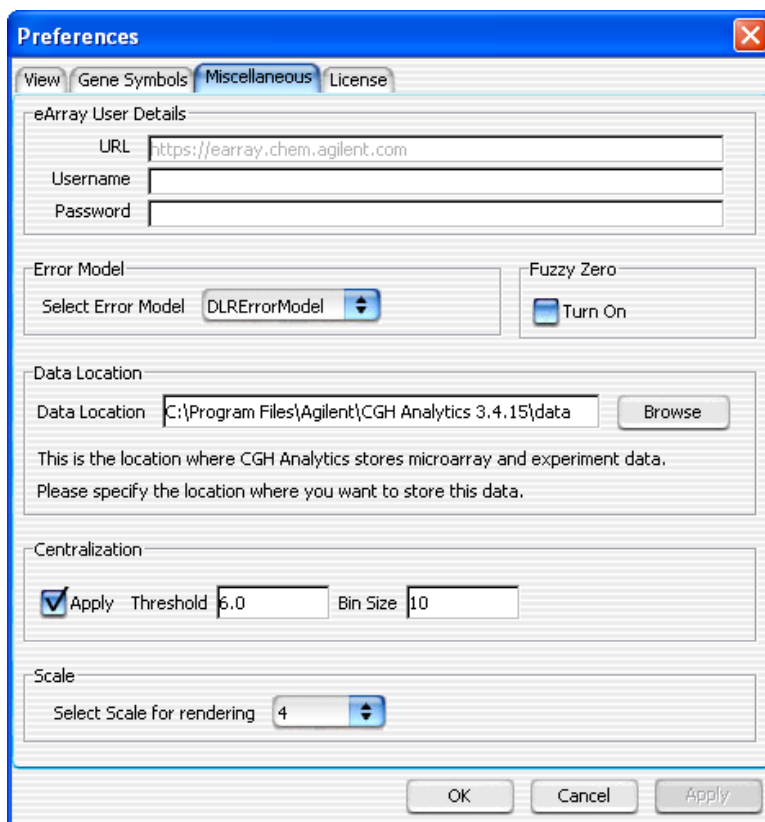 Preferences
View Gene Symbols Miscellaneous License
eArray User Details
URL https://earray.chem.agilent.com
Username
Password
Error Model
Select Error Model DLRErrorModel
Fuzzy Zero
Turn On
Data Location
Data Location C:\Program Files\Agilent\CGH Analytics 3.4.15\data Browse
This is the location where CGH Analytics stores microarray and experiment data.
Please specify the location where you want to store this data.
Centralization
Apply Threshold 6.0 Bin Size 10
Scale
Select Scale for rendering 4
OK Cancel Apply